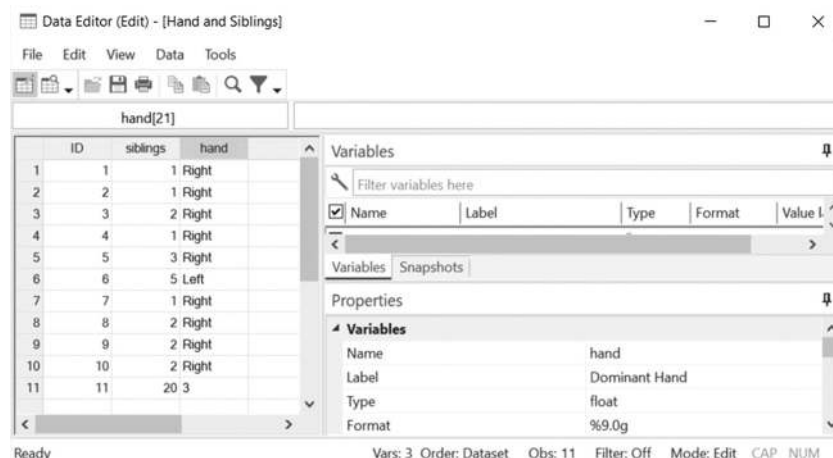 Data Editor (Edit) - [Hand and Siblings]
File Edit View Data Tools
hand[21]
ID siblings hand
1 1 1 Right
2 2 1 Right
3 3 2 Right
4 4 1 Right
5 5 3 Right
6 6 5 Left
7 7 1 Right
8 8 2 Right
9 9 2 Right
10 10 2 Right
11 11 20 3
Variables
Filter variables here
Name Label Type Format Value l
Variables Snapshots
Properties
Variables
Name hand
Label Dominant Hand
Type float
Format %9.0g
Ready Vars: 3 Order: Dataset Obs: 11 Filter: Off Mode: Edit CAP NUM